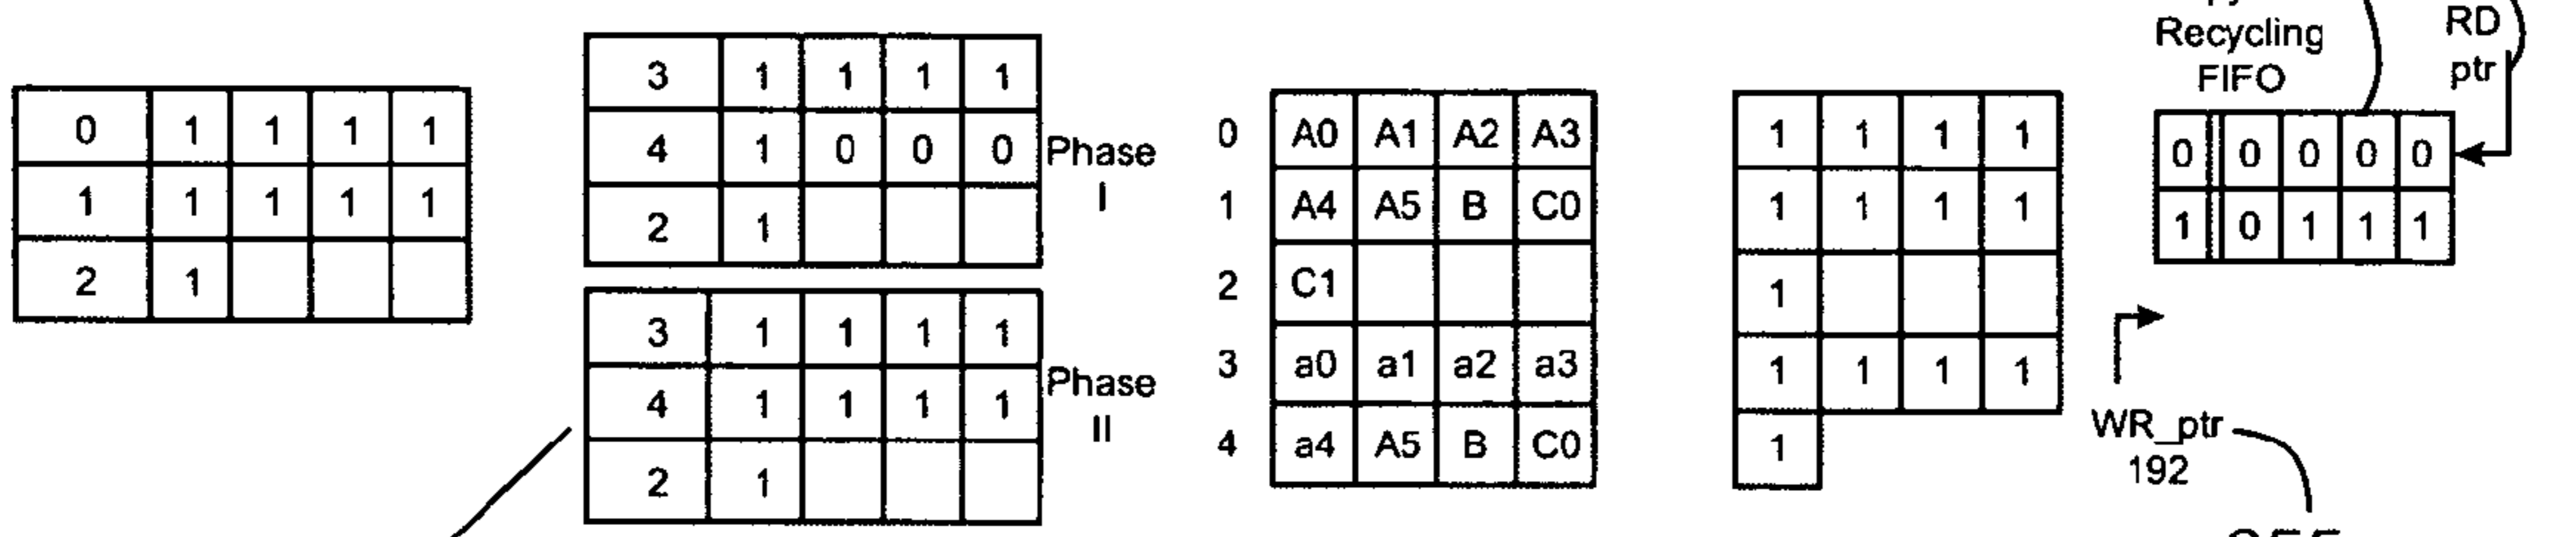 0 1 1 1 1
1 1 1 1 1
2 1
3 1 1 1 1
4 1 0 0 0
2 1
Phase
I
3 1 1 1 1
4 1 1 1 1
2 1
Phase
II
0 A0 A1 A2 A3
1 A4 A5 B C0
2 C1
3 a0 a1 a2 a3
4 a4 A5 B C0
1 1 1 1
1 1 1 1
1
1 1 1 1
1
Recycling
FIFO
RD
ptr
0 0 0 0 0
1 0 1 1 1
WR_ptr
192